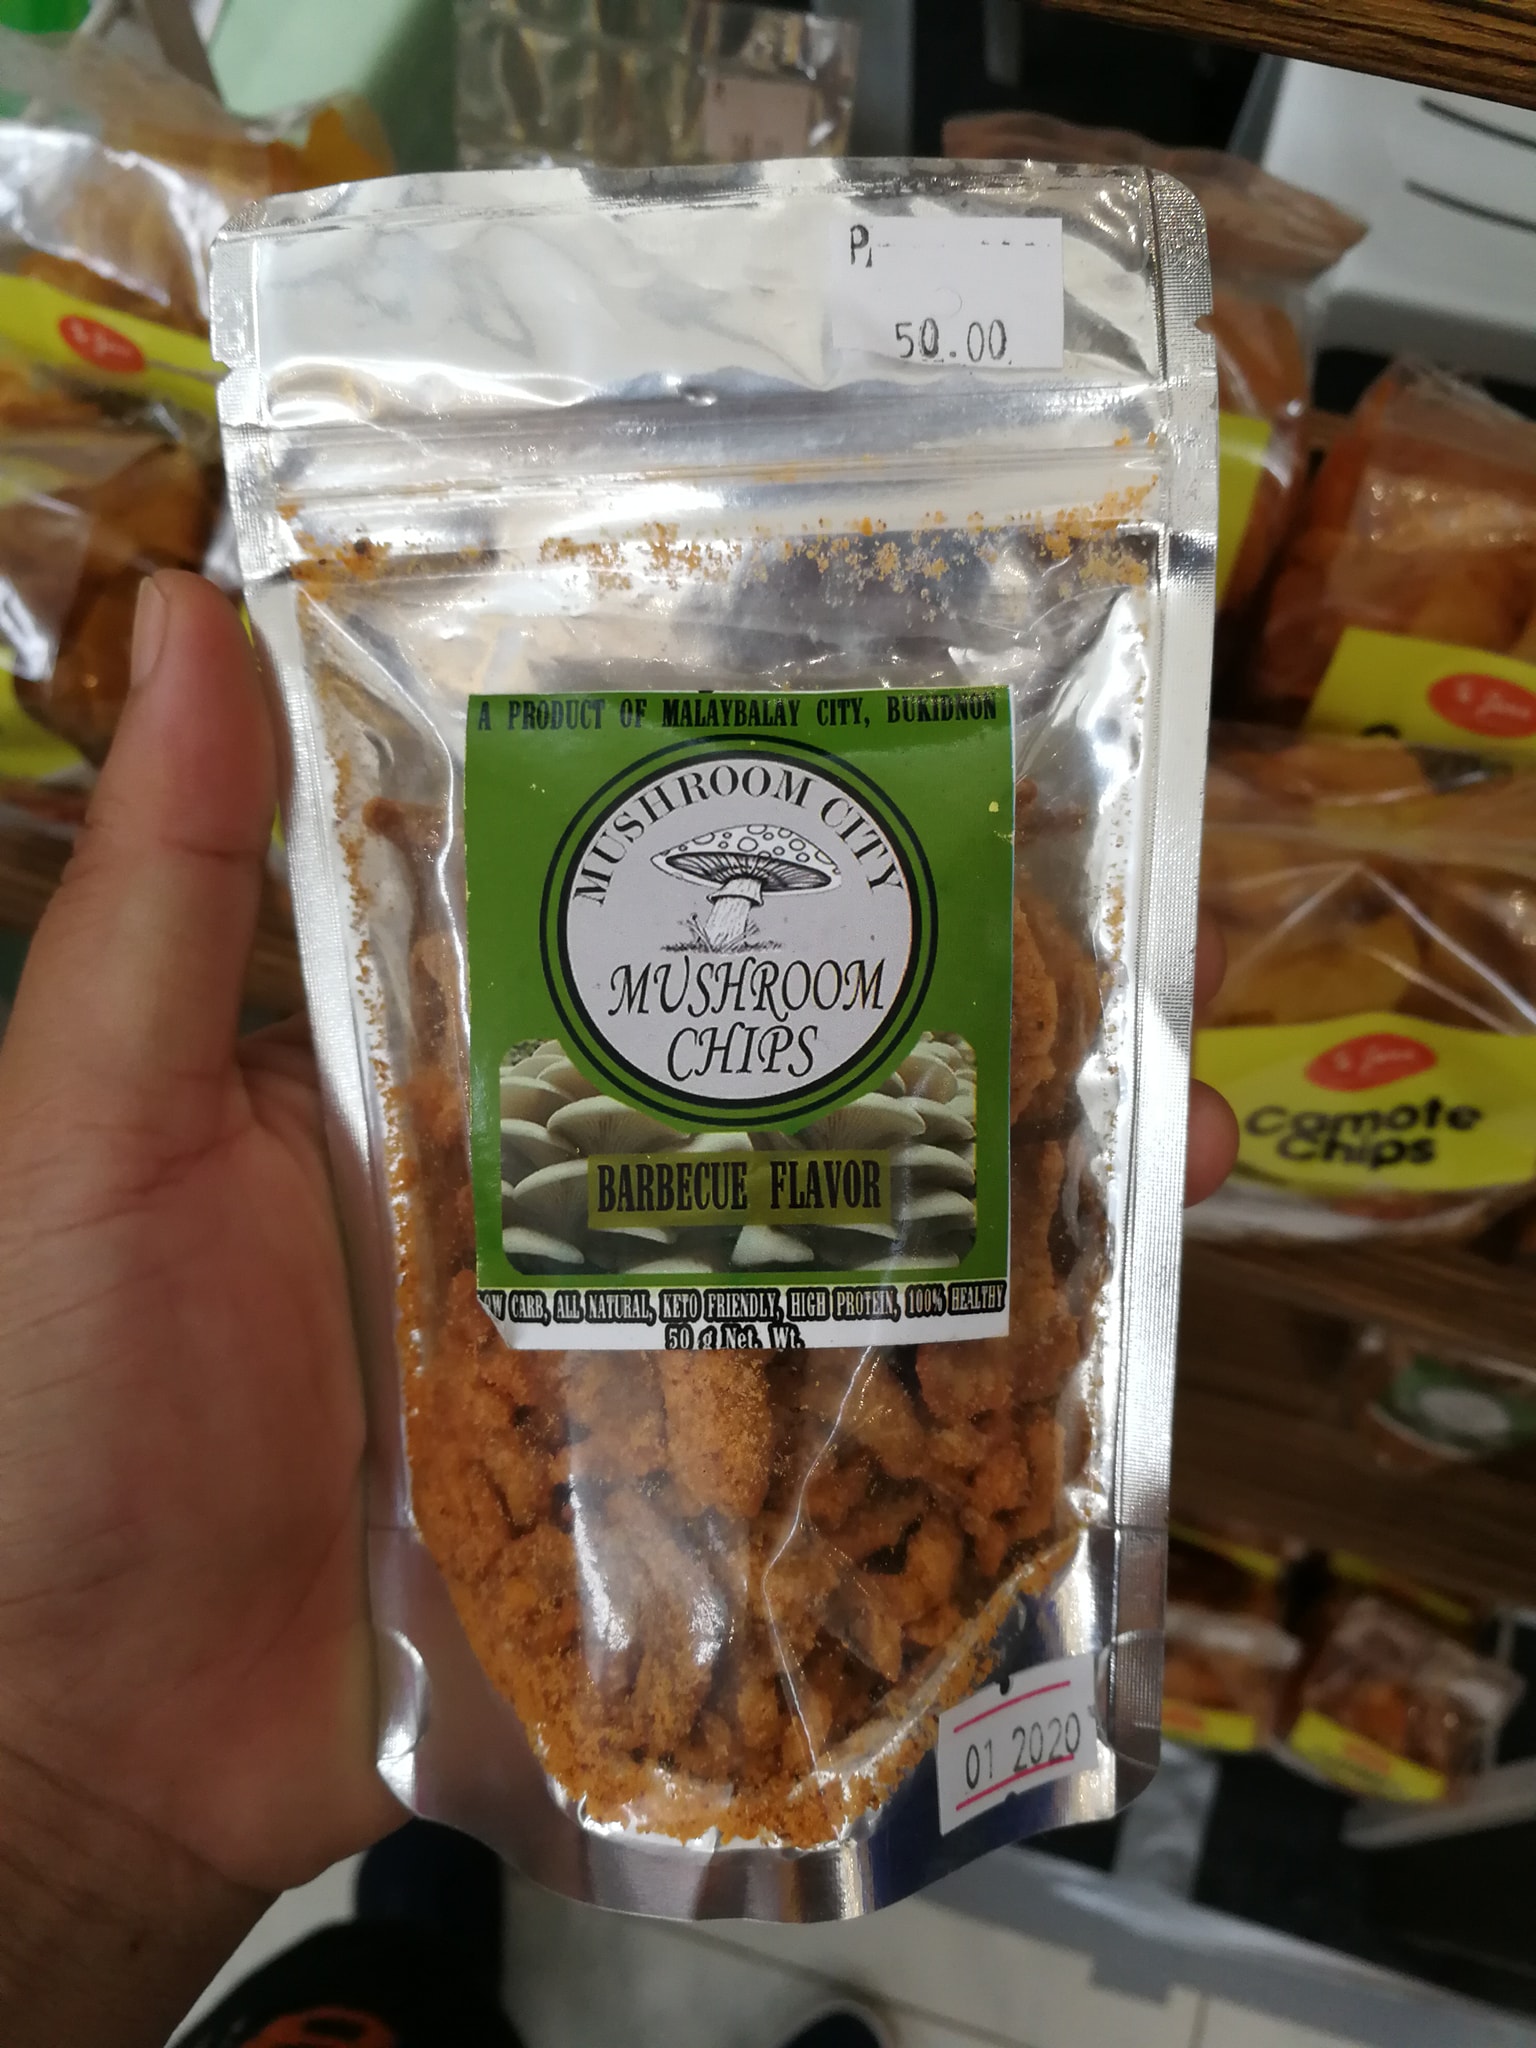 50.00
A PRODUCT OF MALAYBALAY CITY, BUKIDNON
MUSHROOM CITY
MUSHROOM
CHIPS
BARBECUE FLAVOR
OW CARB, ALL NATURAL, KETO FRIENDLY, HIGH PROTEIN, 100% HEALTHY
50 g Net. Wt.
01 2020
Camote
Chips